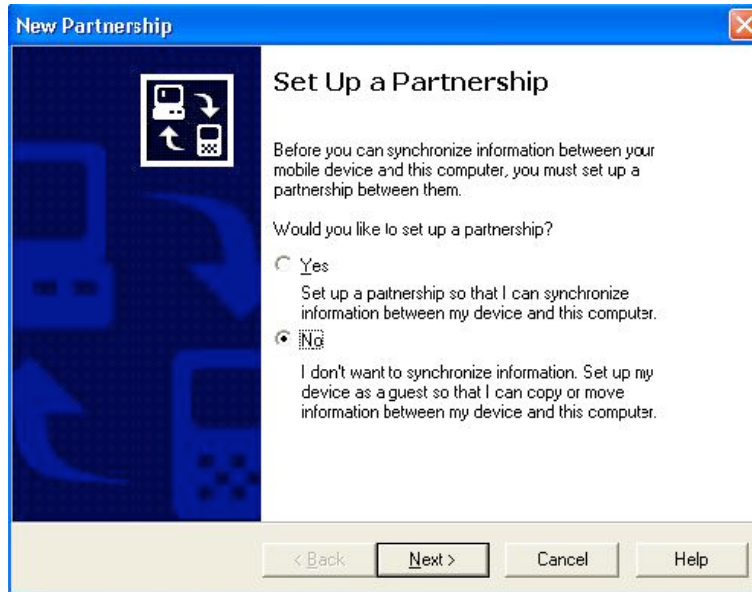 New Partnership
Set Up a Partnership
Before you can synchronize information between your
mobile device and this computer, you must set up a
partnership between them.
Would you like to set up a partnership?
Yes
Set up a partnership so that I can synchronize
information between my device and this computer.
No
I don't want to synchronize information. Set up my
device as a guest so that I can copy or move
information between my device and this computer.
< Back
Next >
Cancel
Help